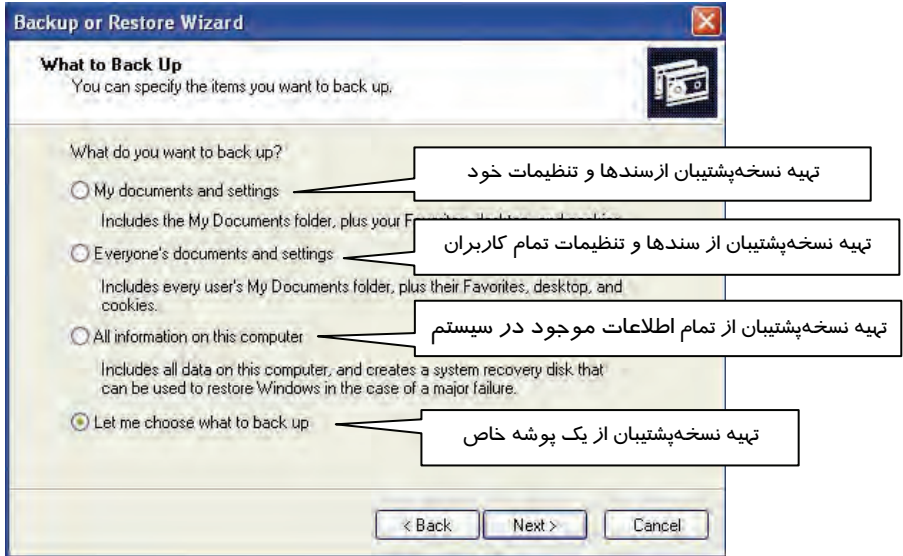 Backup or Restore Wizard
What to Back Up
You can specify the items you want to back up.
What do you want to back up?
My documents and settings
تهیه نسخه‌پشتیبان ازسندها و تنظیمات خود
Includes the My Documents folder, plus your
Everyone's documents and settings
تهیه نسخه‌پشتیبان از سندها و تنظیمات تمام کاربران
Includes every user's My Documents folder, plus their Favorites, desktop, and
cookies.
All information on this computer
تهیه نسخه‌پشتیبان از تمام اطلاعات موجود در سیستم
Includes all data on this computer, and creates a system recovery disk that
can be used to restore Windows in the case of a major failure.
Let me choose what to back up
تهیه نسخه‌پشتیبان از یک پوشه خاص
< Back
Next >
Cancel